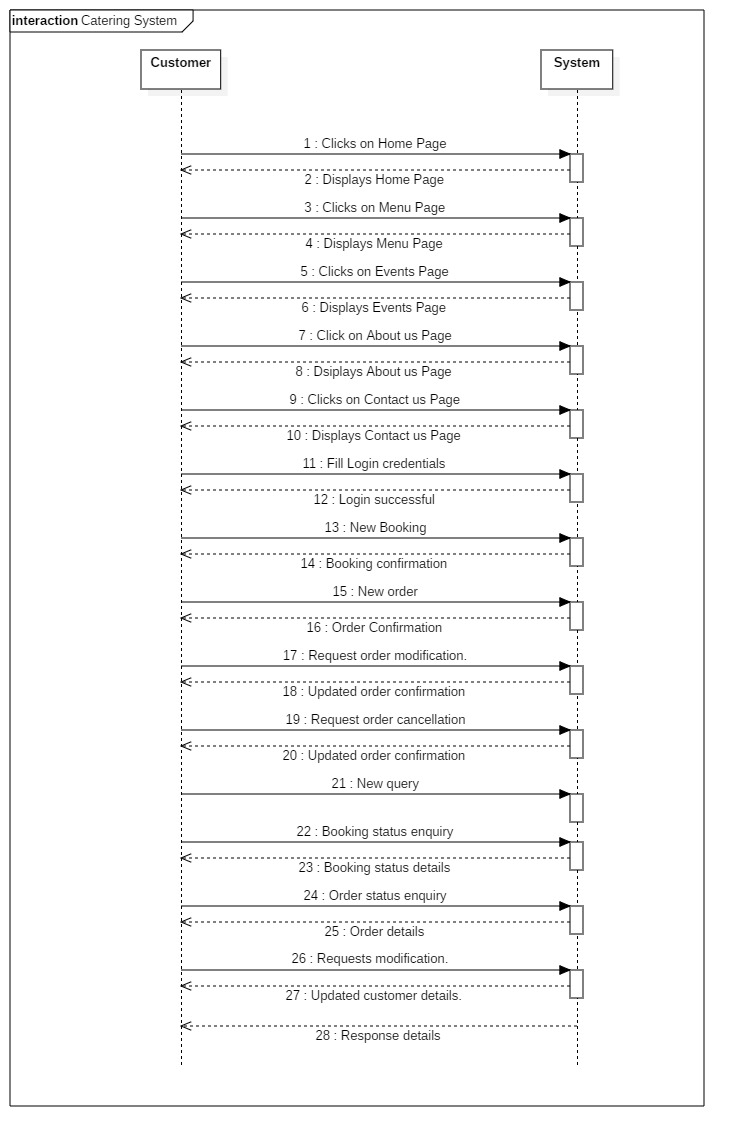 interaction Catering System
Customer System
1 : Clicks on Home Page
2 : Displays Home Page
3 : Clicks on Menu Page
4 : Displays Menu Page
5 : Clicks on Events Page
6 : Displays Events Page
7 : Click on About us Page
8 : Dsiplays About us Page
9 : Clicks on Contact us Page
10 : Displays Contact us Page
11 : Fill Login credentials
12 : Login successful
13 : New Booking
14 : Booking confirmation
15 : New order
16 : Order Confirmation
17 : Request order modification.
18 : Updated order confirmation
19 : Request order cancellation
20 : Updated order confirmation
21 : New query
22 : Booking status enquiry
23 : Booking status details
24 : Order status enquiry
25 : Order details
26 : Requests modification.
27 : Updated customer details.
28 : Response details